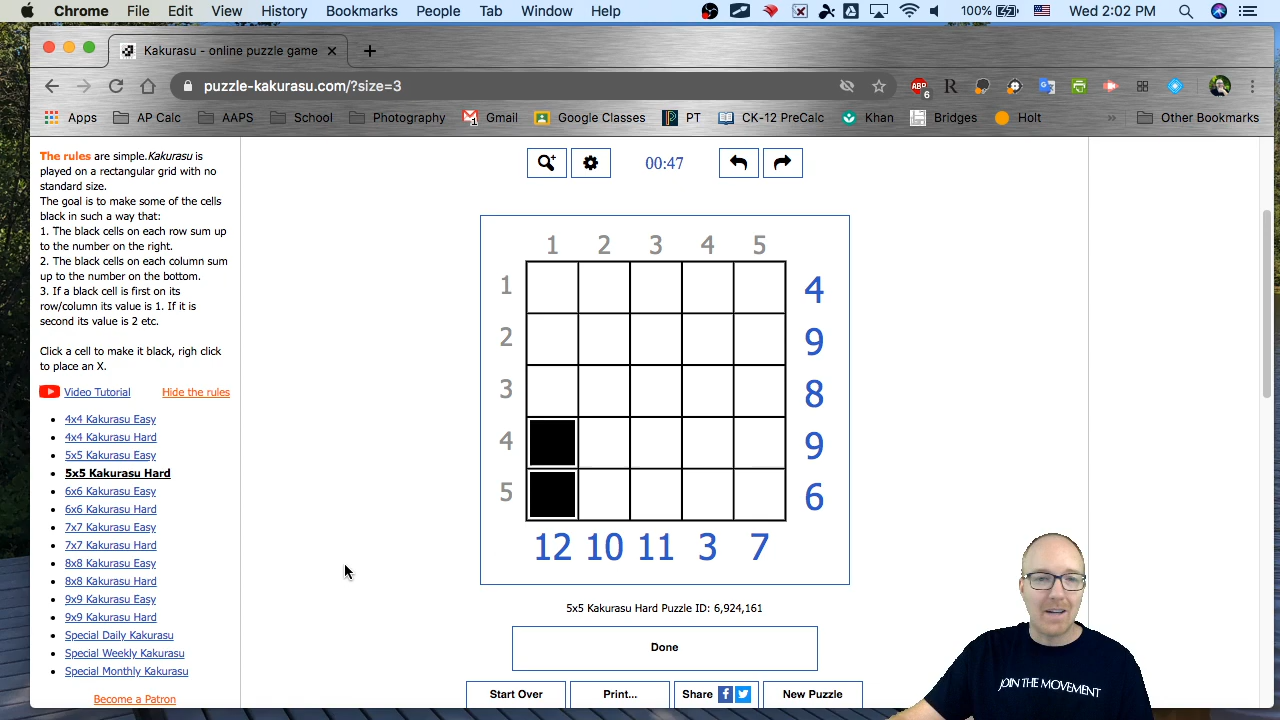 Chrome File Edit View History Bookmarks People Tab Window Help 100% Wed 2:02 PM
Kakurasu - online puzzle game
puzzle-kakurasu.com/?size=3
ABP 6 R
Apps AP Calc AAPS School Photography Gmail Google Classes PT CK-12 PreCalc Khan Bridges Holt » Other Bookmarks
The rules are simple.Kakurasu is
played on a rectangular grid with no
standard size.
The goal is to make some of the cells
black in such a way that:
1. The black cells on each row sum up
to the number on the right.
2. The black cells on each column sum
up to the number on the bottom.
3. If a black cell is first on its
row/column its value is 1. If it is
second its value is 2 etc.
Click a cell to make it black, righ click
to place an X.
Video Tutorial Hide the rules
4x4 Kakurasu Easy
4x4 Kakurasu Hard
5x5 Kakurasu Easy
5x5 Kakurasu Hard
6x6 Kakurasu Easy
6x6 Kakurasu Hard
7x7 Kakurasu Easy
7x7 Kakurasu Hard
8x8 Kakurasu Easy
8x8 Kakurasu Hard
9x9 Kakurasu Easy
9x9 Kakurasu Hard
Special Daily Kakurasu
Special Weekly Kakurasu
Special Monthly Kakurasu
Become a Patron
00:47
1 2 3 4 5
1 4
2 9
3 8
4 9
5 6
12 10 11 3 7
5x5 Kakurasu Hard Puzzle ID: 6,924,161
Done
Start Over Print... Share New Puzzle
JOIN THE MOVEMENT